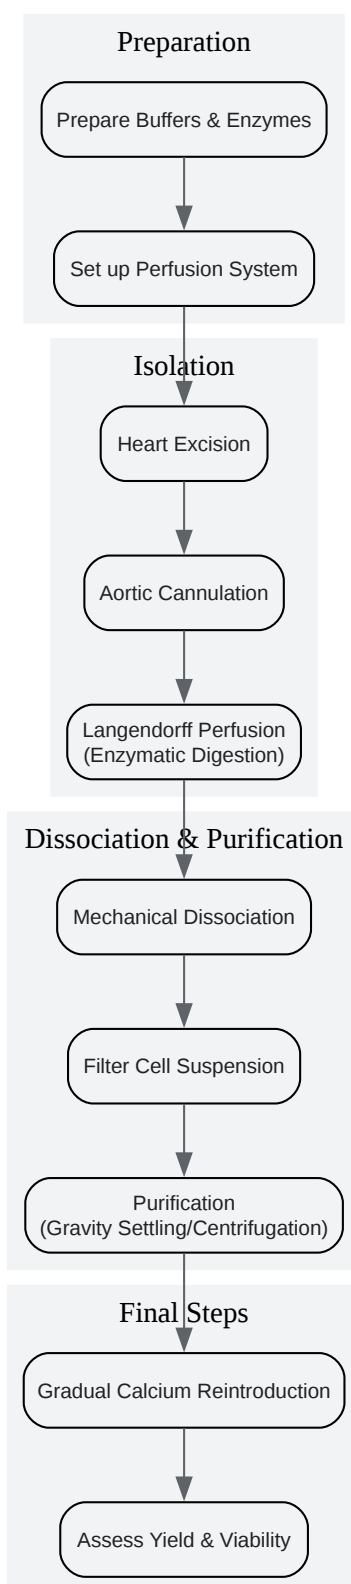 Preparation
Prepare Buffers & Enzymes
Set up Perfusion System
Isolation
Heart Excision
Aortic Cannulation
Langendorff Perfusion
(Enzymatic Digestion)
Dissociation & Purification
Mechanical Dissociation
Filter Cell Suspension
Purification
(Gravity Settling/Centrifugation)
Final Steps
Gradual Calcium Reintroduction
Assess Yield & Viability